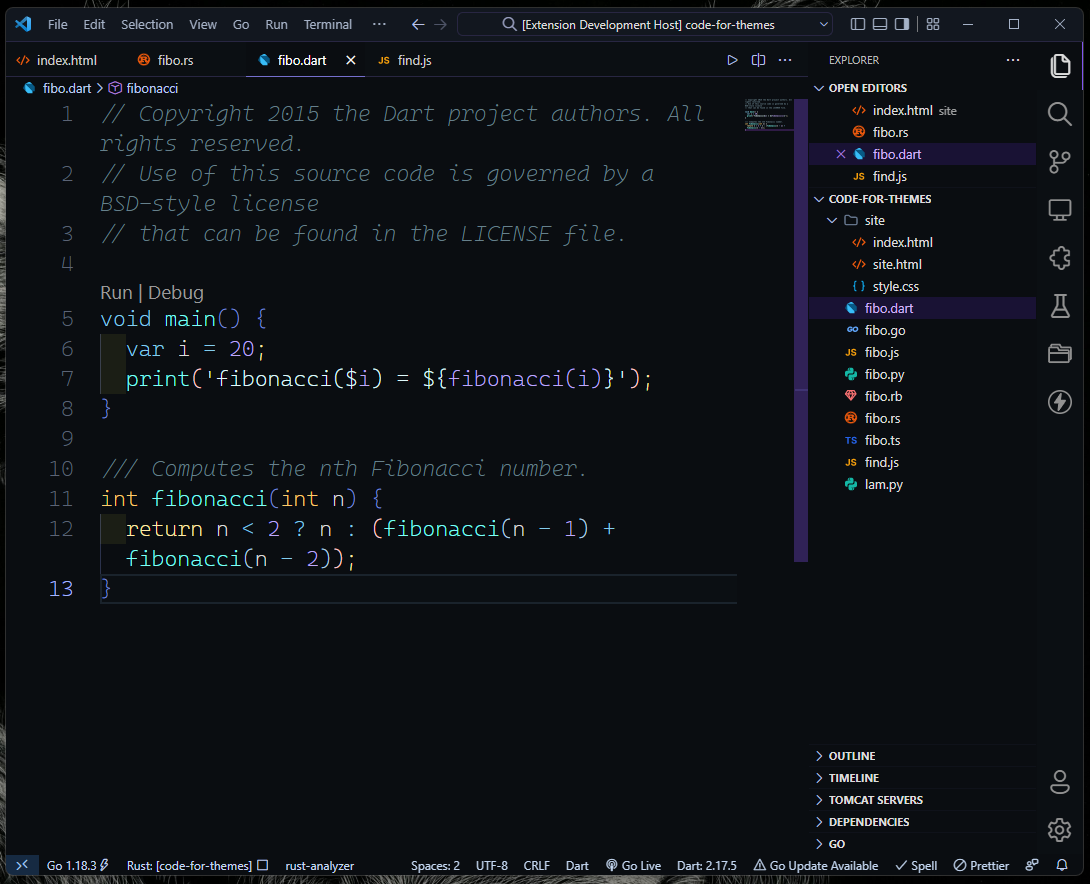 File Edit Selection View Go Run Terminal ··· [Extension Development Host] code-for-themes
index.html fibo.rs fibo.dart JS find.js
fibo.dart > fibonacci
1 // Copyright 2015 the Dart project authors. All
rights reserved.
2 // Use of this source code is governed by a
BSD-style license
3 // that can be found in the LICENSE file.
4
Run | Debug
5 void main() {
6 var i = 20;
7 print('fibonacci($i) = ${fibonacci(i)}');
8 }
9
10 /// Computes the nth Fibonacci number.
11 int fibonacci(int n) {
12 return n < 2 ? n : (fibonacci(n - 1) +
fibonacci(n - 2));
13 }
EXPLORER
OPEN EDITORS
index.html site
fibo.rs
fibo.dart
JS find.js
CODE-FOR-THEMES
site
index.html
site.html
{} style.css
fibo.dart
GO fibo.go
JS fibo.js
fibo.py
fibo.rb
fibo.rs
TS fibo.ts
JS find.js
lam.py
OUTLINE
TIMELINE
TOMCAT SERVERS
DEPENDENCIES
GO
Go 1.18.3 Rust: [code-for-themes] rust-analyzer Spaces: 2 UTF-8 CRLF Dart Go Live Dart: 2.17.5 Go Update Available Spell Prettier